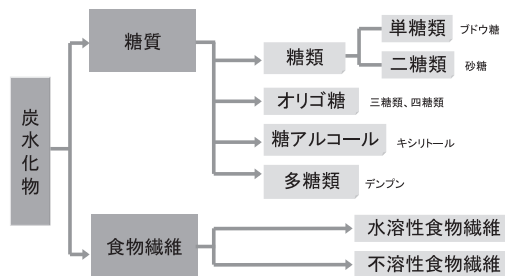 炭水化物
糖質
糖類
単糖類 ブドウ糖
二糖類 砂糖
オリゴ糖 三糖類、四糖類
糖アルコール キシリトール
多糖類 デンプン
食物繊維
水溶性食物繊維
不溶性食物繊維